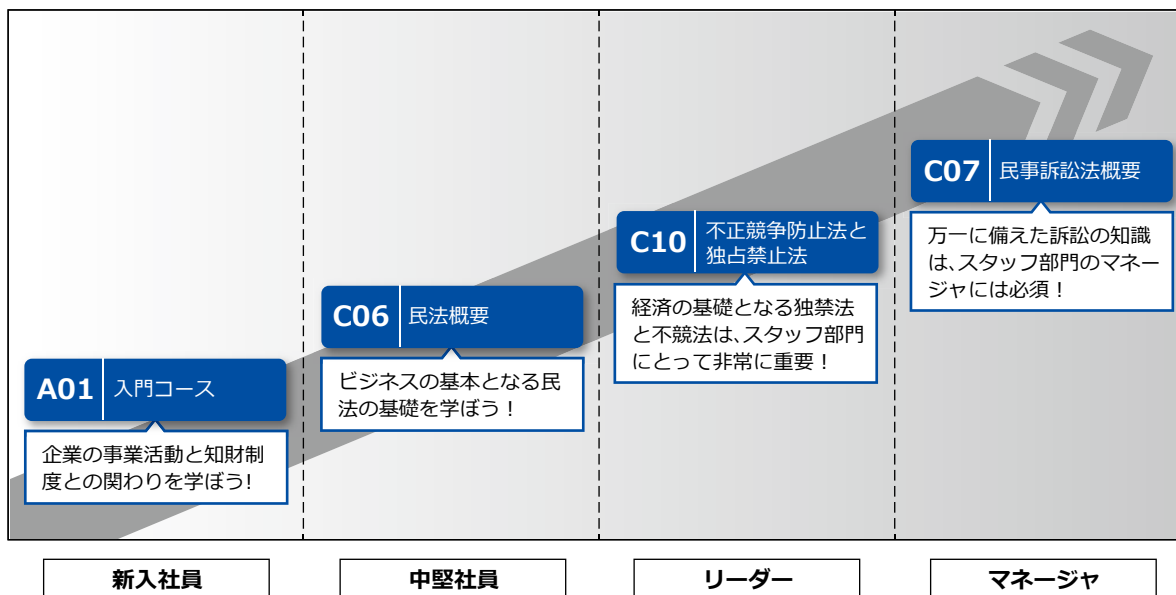 C07 民事訴訟法概要
万一に備えた訴訟の知識
は、スタッフ部門のマネー
ジャには必須！
C10 不正競争防止法と
独占禁止法
経済の基礎となる独禁法
と不競法は、スタッフ部門
にとって非常に重要！
C06 民法概要
ビジネスの基本となる民
法の基礎を学ぼう！
A01 入門コース
企業の事業活動と知財制
度との関わりを学ぼう!
新入社員
中堅社員
リーダー
マネージャ